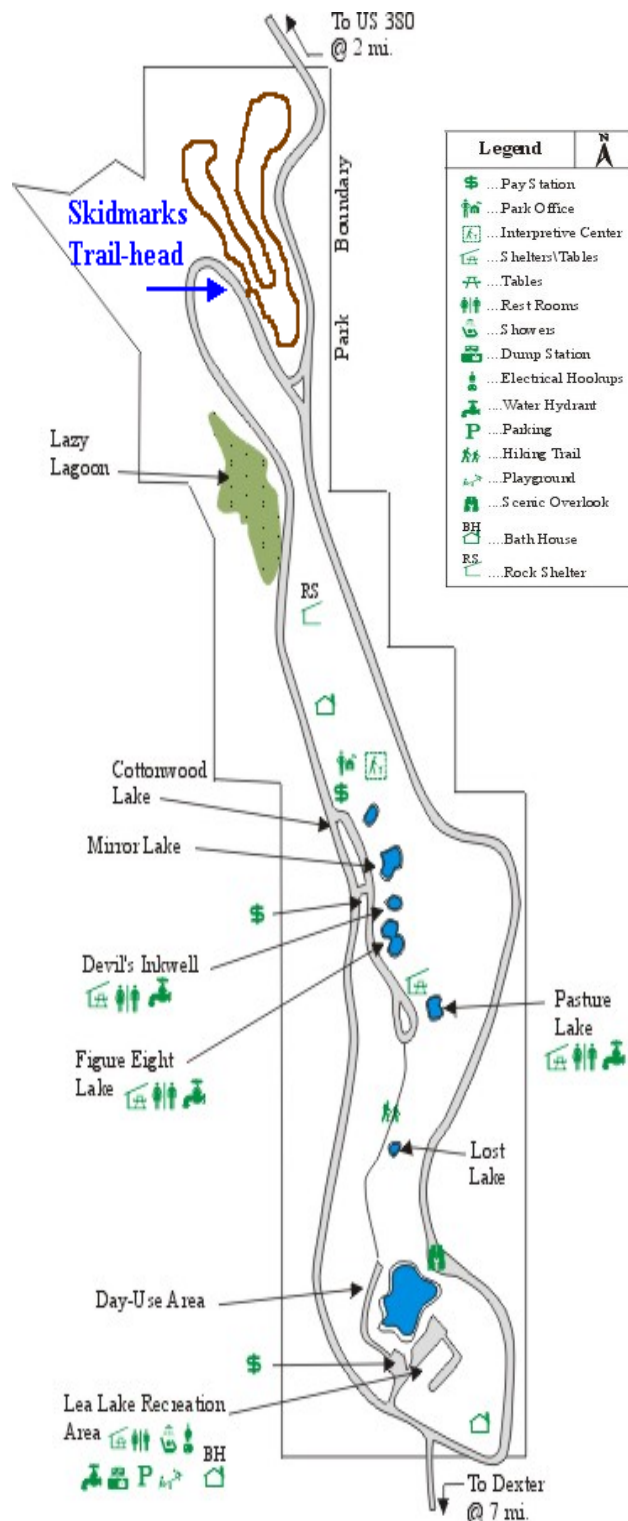 To US 380
@ 2 mi.
Legend
N
$ ...Pay Station
...Park Office
...Interpretive Center
...Shelters\Tables
...Tables
...Rest Rooms
...Showers
...Dump Station
...Electrical Hookups
...Water Hydrant
P ...Parking
...Hiking Trail
...Playground
...Scenic Overlook
BH
....Bath House
RS
....Rock Shelter
Skidmarks
Trail-head
Park Boundary
Lazy
Lagoon
RS
Cottonwood
Lake
$
Mirror Lake
$
Devil's Inkwell
Pasture
Lake
Figure Eight
Lake
Lost
Lake
Day-Use Area
$
Lea Lake Recreation
Area
BH
P
To Dexter
@ 7 mi.